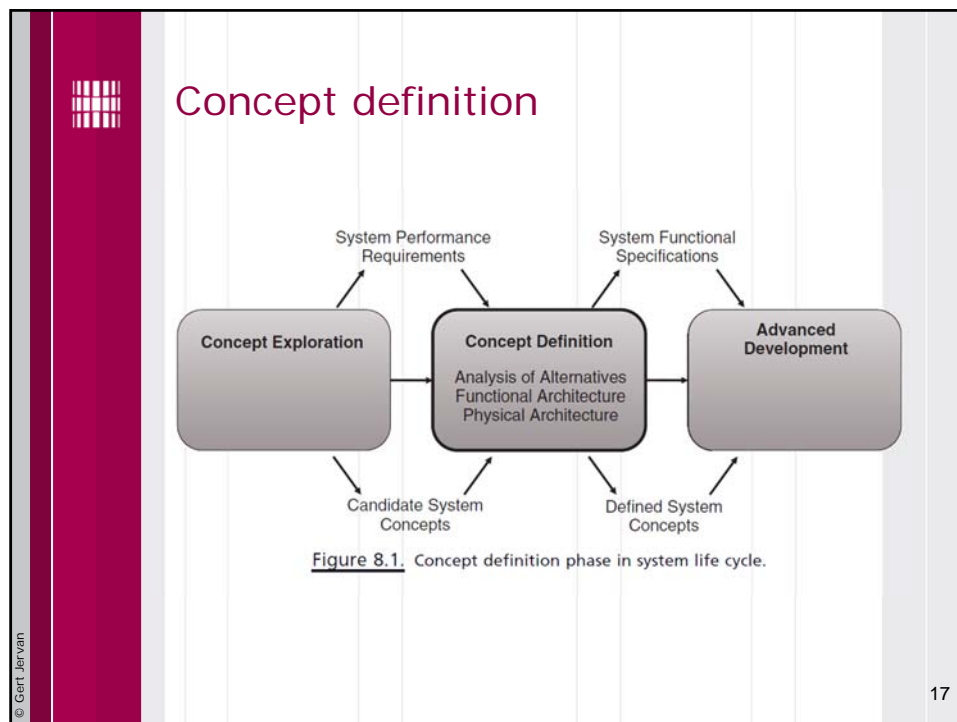 Concept definition
System Performance
Requirements
System Functional
Specifications
Concept Exploration
Concept Definition
Analysis of Alternatives
Functional Architecture
Physical Architecture
Advanced
Development
Candidate System
Concepts
Defined System
Concepts
Figure 8.1. Concept definition phase in system life cycle.
© Gert Jervan
17